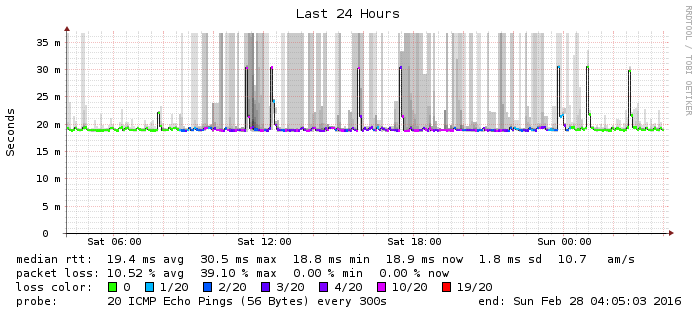 Last 24 Hours
RRDTOOL / TOBI OETIKER
Seconds
35 m
30 m
25 m
20 m
15 m
10 m
5 m
0
Sat 06:00 Sat 12:00 Sat 18:00 Sun 00:00
median rtt: 19.4 ms avg 30.5 ms max 18.8 ms min 18.9 ms now 1.8 ms sd 10.7 am/s
packet loss: 10.52 % avg 39.10 % max 0.00 % min 0.00 % now
loss color: 0 1/20 2/20 3/20 4/20 10/20 19/20
probe: 20 ICMP Echo Pings (56 Bytes) every 300s end: Sun Feb 28 04:05:03 2016